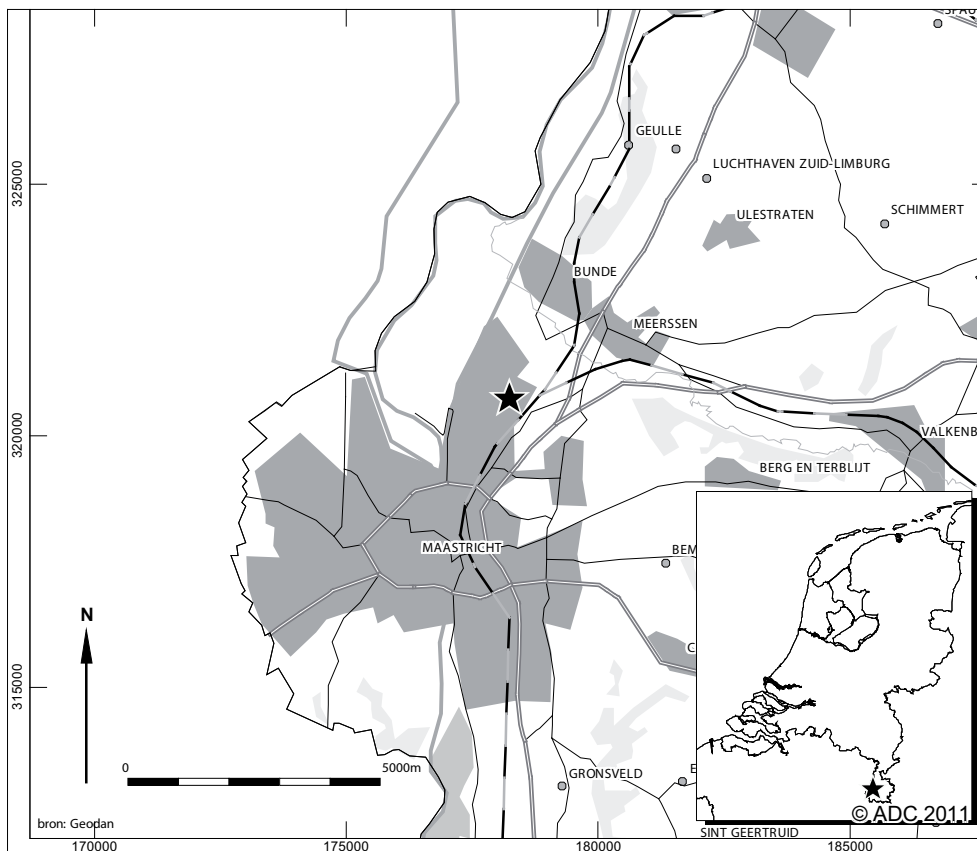 SPAU
GEULLE
325000
LUCHTHAVEN ZUID-LIMBURG
SCHIMMERT
ULESTRATEN
BUNDE
MEERSSEN
320000
VALKENB
BERG EN TERBLIJT
MAASTRICHT
BEM
N
C
315000
0 5000m
GRONSVELD
E
© ADC 2011
bron: Geodan
SINT GEERTRUID
170000 175000 180000 185000